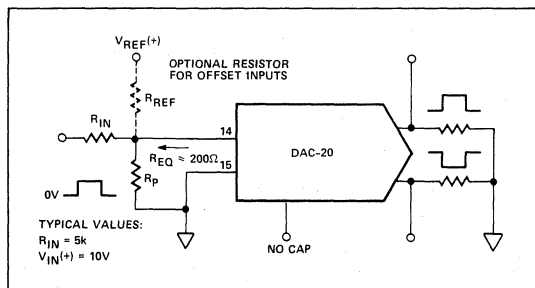 VREF(+)
OPTIONAL RESISTOR
FOR OFFSET INPUTS
RREF
RIN
14
REQ ≈ 200Ω
15
DAC-20
RP
0V
TYPICAL VALUES:
RIN = 5k
VIN(+) = 10V
NO CAP